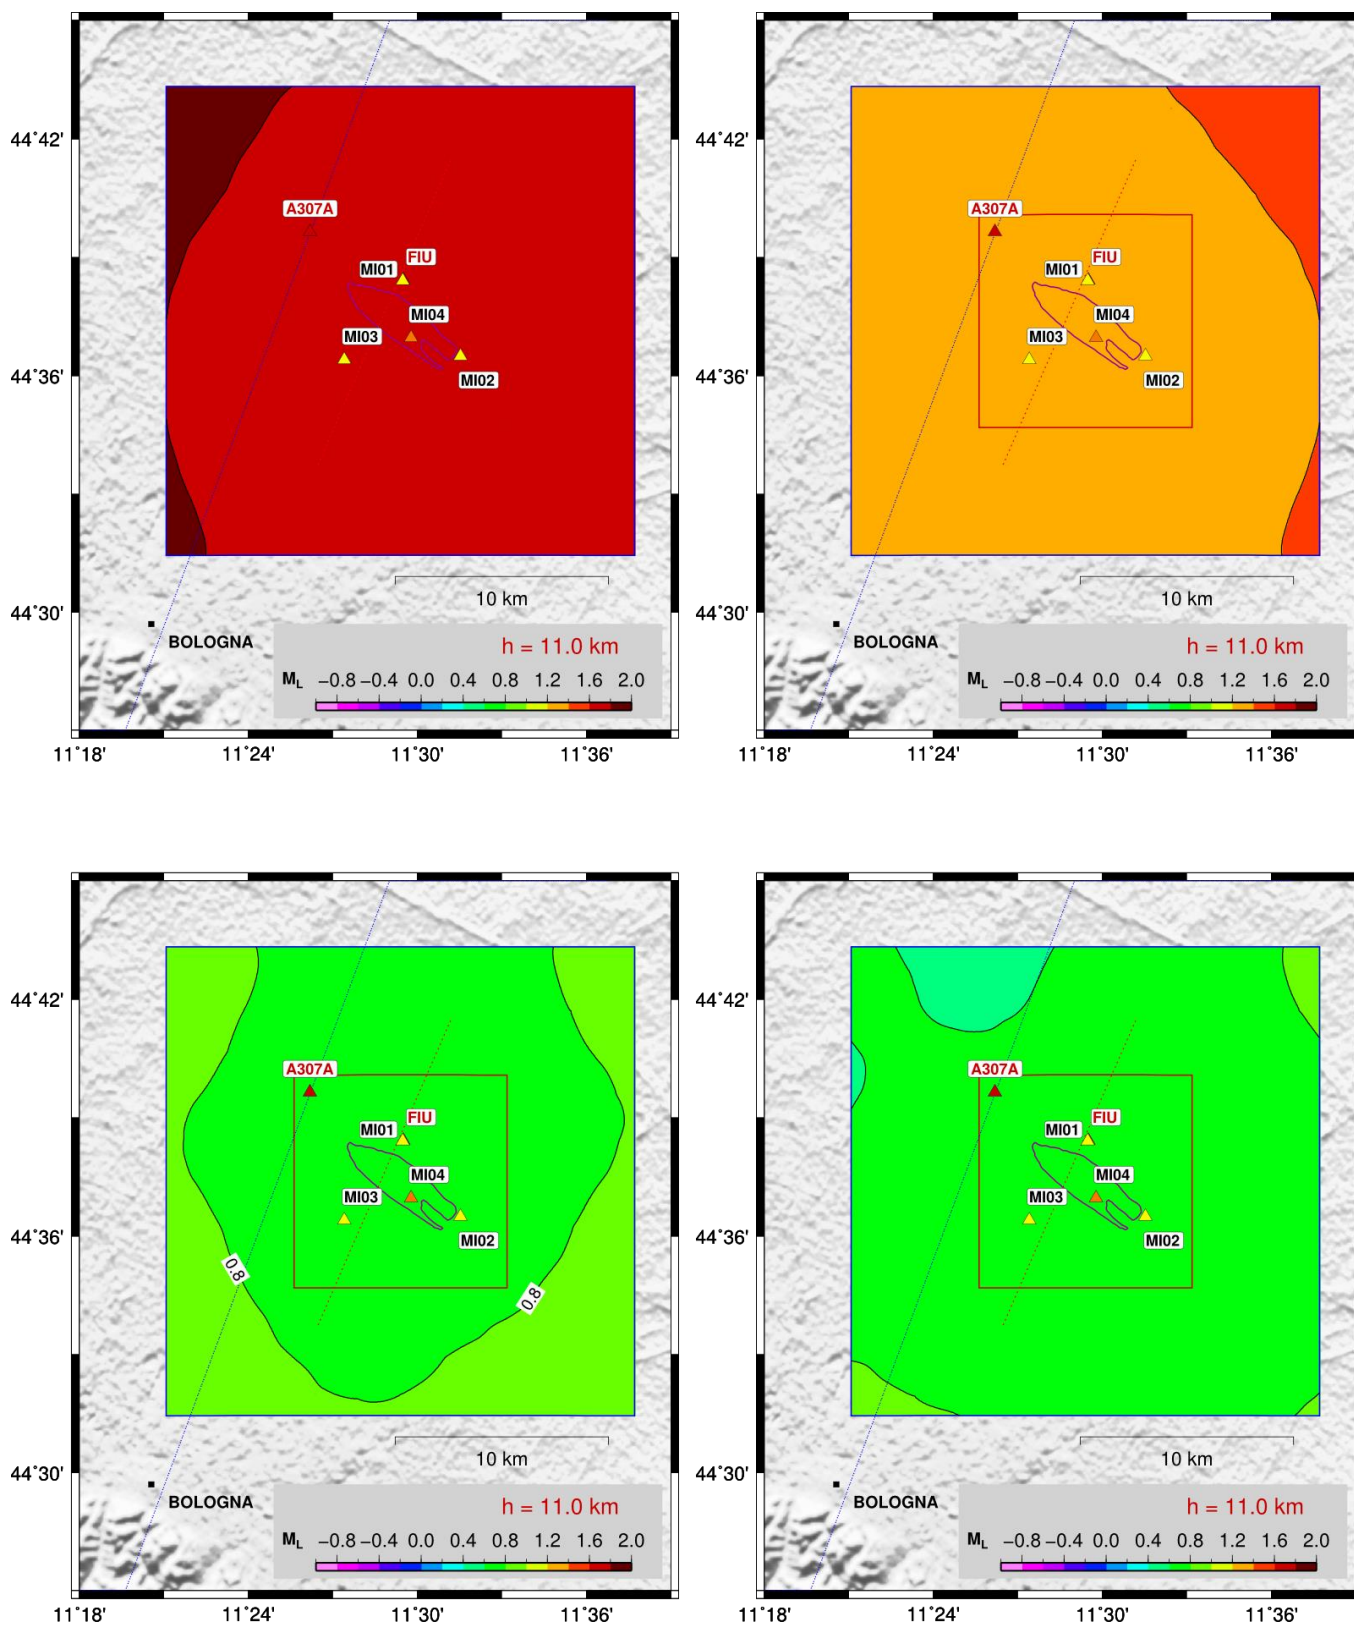 44°42'
44°36'
44°30'
A307A
FIU
MI01
MI04
MI03
MI02
10 km
BOLOGNA
h = 11.0 km
M_L −0.8 −0.4 0.0 0.4 0.8 1.2 1.6 2.0
11°18' 11°24' 11°30' 11°36'
44°42'
44°36'
44°30'
A307A
FIU
MI01
MI04
MI03
MI02
10 km
BOLOGNA
h = 11.0 km
M_L −0.8 −0.4 0.0 0.4 0.8 1.2 1.6 2.0
11°18' 11°24' 11°30' 11°36'
44°42'
44°36'
44°30'
A307A
FIU
MI01
MI04
MI03
MI02
0.8
0.8
10 km
BOLOGNA
h = 11.0 km
M_L −0.8 −0.4 0.0 0.4 0.8 1.2 1.6 2.0
11°18' 11°24' 11°30' 11°36'
44°42'
44°36'
44°30'
A307A
FIU
MI01
MI04
MI03
MI02
10 km
BOLOGNA
h = 11.0 km
M_L −0.8 −0.4 0.0 0.4 0.8 1.2 1.6 2.0
11°18' 11°24' 11°30' 11°36'